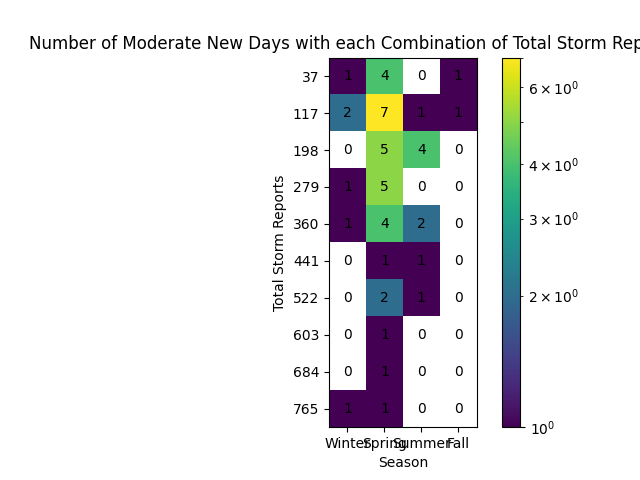 Number of Moderate New Days with each Combination of Total Storm Rep
37 1 4 0 1
117 2 7 1 1
198 0 5 4 0
279 1 5 0 0
360 1 4 2 0
441 0 1 1 0
522 0 2 1 0
603 0 1 0 0
684 0 1 0 0
765 1 1 0 0
Winter Spring Summer Fall
Season
Total Storm Reports
6 × 10⁰
4 × 10⁰
3 × 10⁰
2 × 10⁰
10⁰